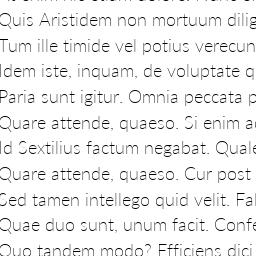 Quis Aristidem non mortuum dilig
Tum ille timide vel potius verecun
Idem iste, inquam, de voluptate q
Paria sunt igitur. Omnia peccata p
Quare attende, quaeso. Si enim a
Id Sextilius factum negabat. Quale
Quare attende, quaeso. Cur post
Sed tamen intellego quid velit. Fal
Quae duo sunt, unum facit. Confe
Quo tandem modo? Efficiens dici